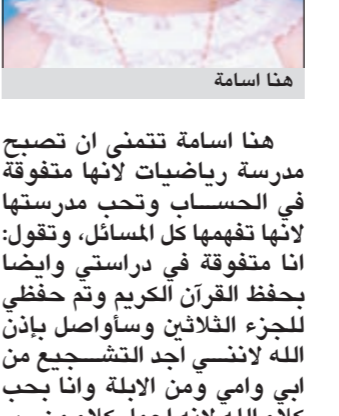 هنا اسامة
هنا اسامة تتمنى ان تصبح
مدرسة رياضيات لانها متفوقة
في الحساب وتحب مدرستها
لانها تفهمها كل المسائل، وتقول:
انا متفوقة في دراستي وايضا
بحفظ القرآن الكريم وتم حفظي
للجزء الثلاثين وسأواصل بإذن
الله لاننـي اجد التشـجيع من
ابي وامي ومن الابلة وانا بحب